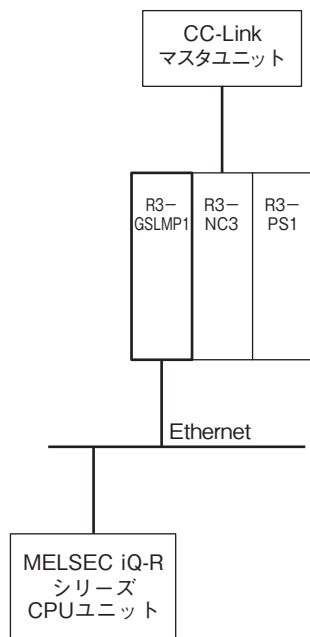 CC-Link
マスタユニット
R3－
GSLMP1
R3－
NC3
R3－
PS1
Ethernet
MELSEC iQ-R
シリーズ
CPUユニット